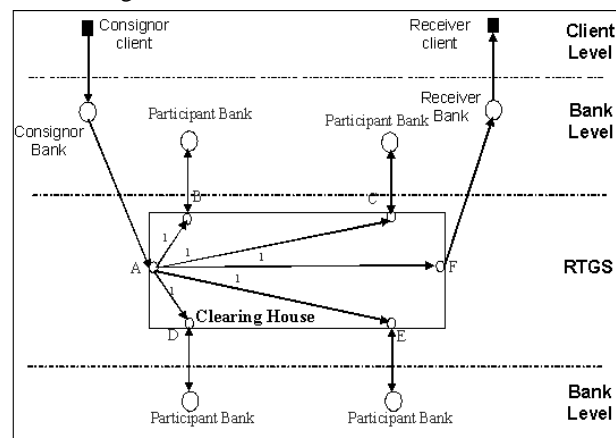 Consignor
client
Receiver
client
Client
Level
Consignor
Bank
Participant Bank
Participant Bank
Receiver
Bank
Bank
Level
B
C
1
1
1
A
F
RTGS
1
1
Clearing House
D
E
Participant Bank
Participant Bank
Bank
Level